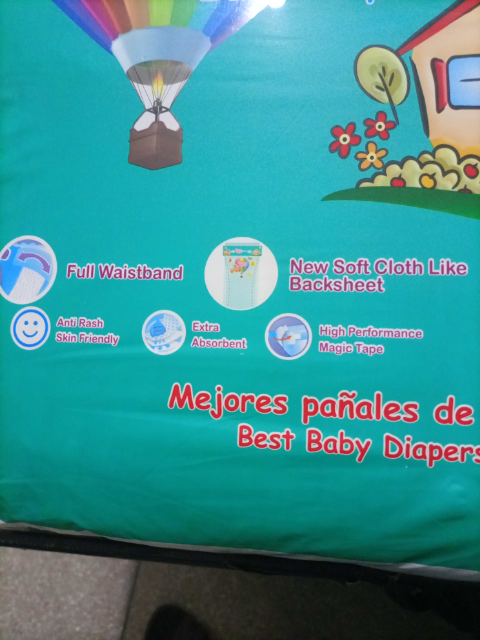 Full Waistband
New Soft Cloth Like
Backsheet
Anti Rash
Skin Friendly
Extra
Absorbent
High Performance
Magic Tape
Mejores pañales de
Best Baby Diapers